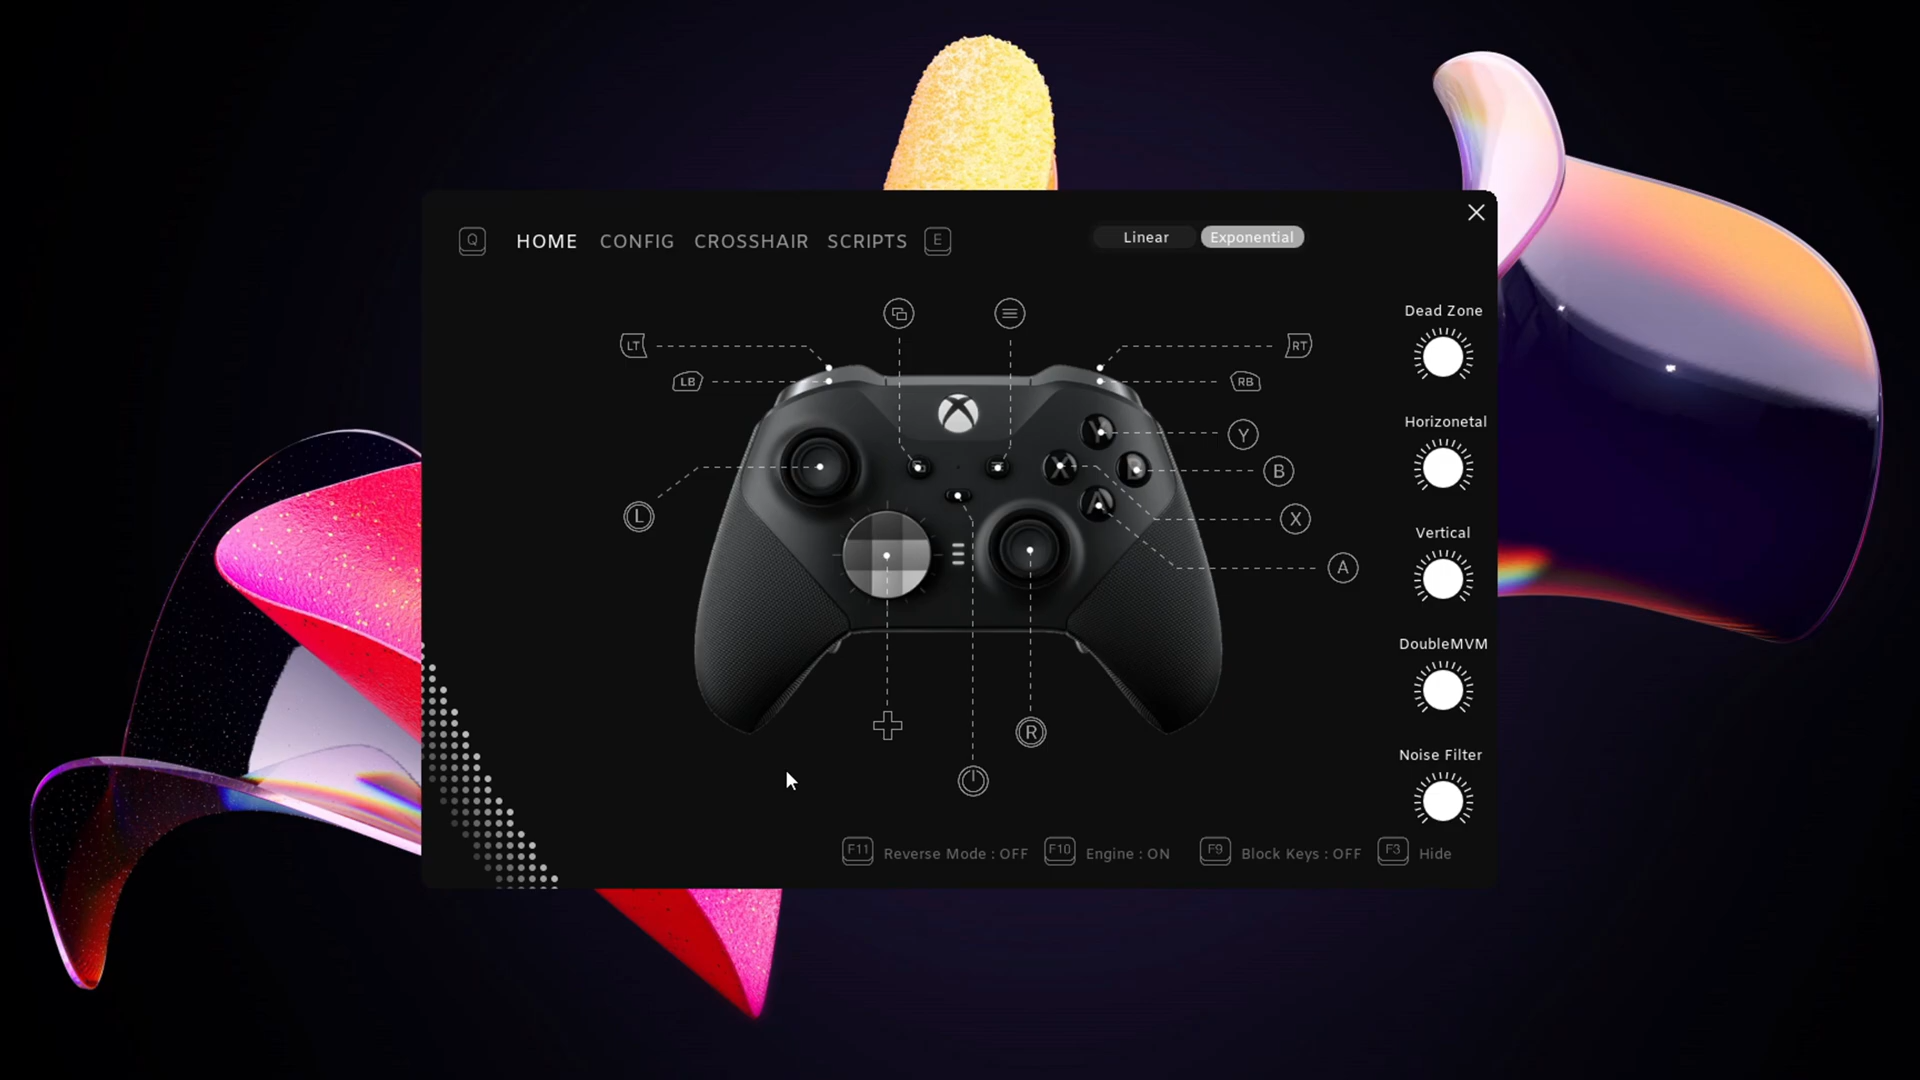 Q HOME CONFIG CROSSHAIR SCRIPTS E
Linear Exponential
Dead Zone
LT RT
LB RB
Horizonetal
Y
Y
B
X
L
X
Vertical
A
A
DoubleMVM
R
Noise Filter
F11 Reverse Mode : OFF F10 Engine : ON F9 Block Keys : OFF F3 Hide